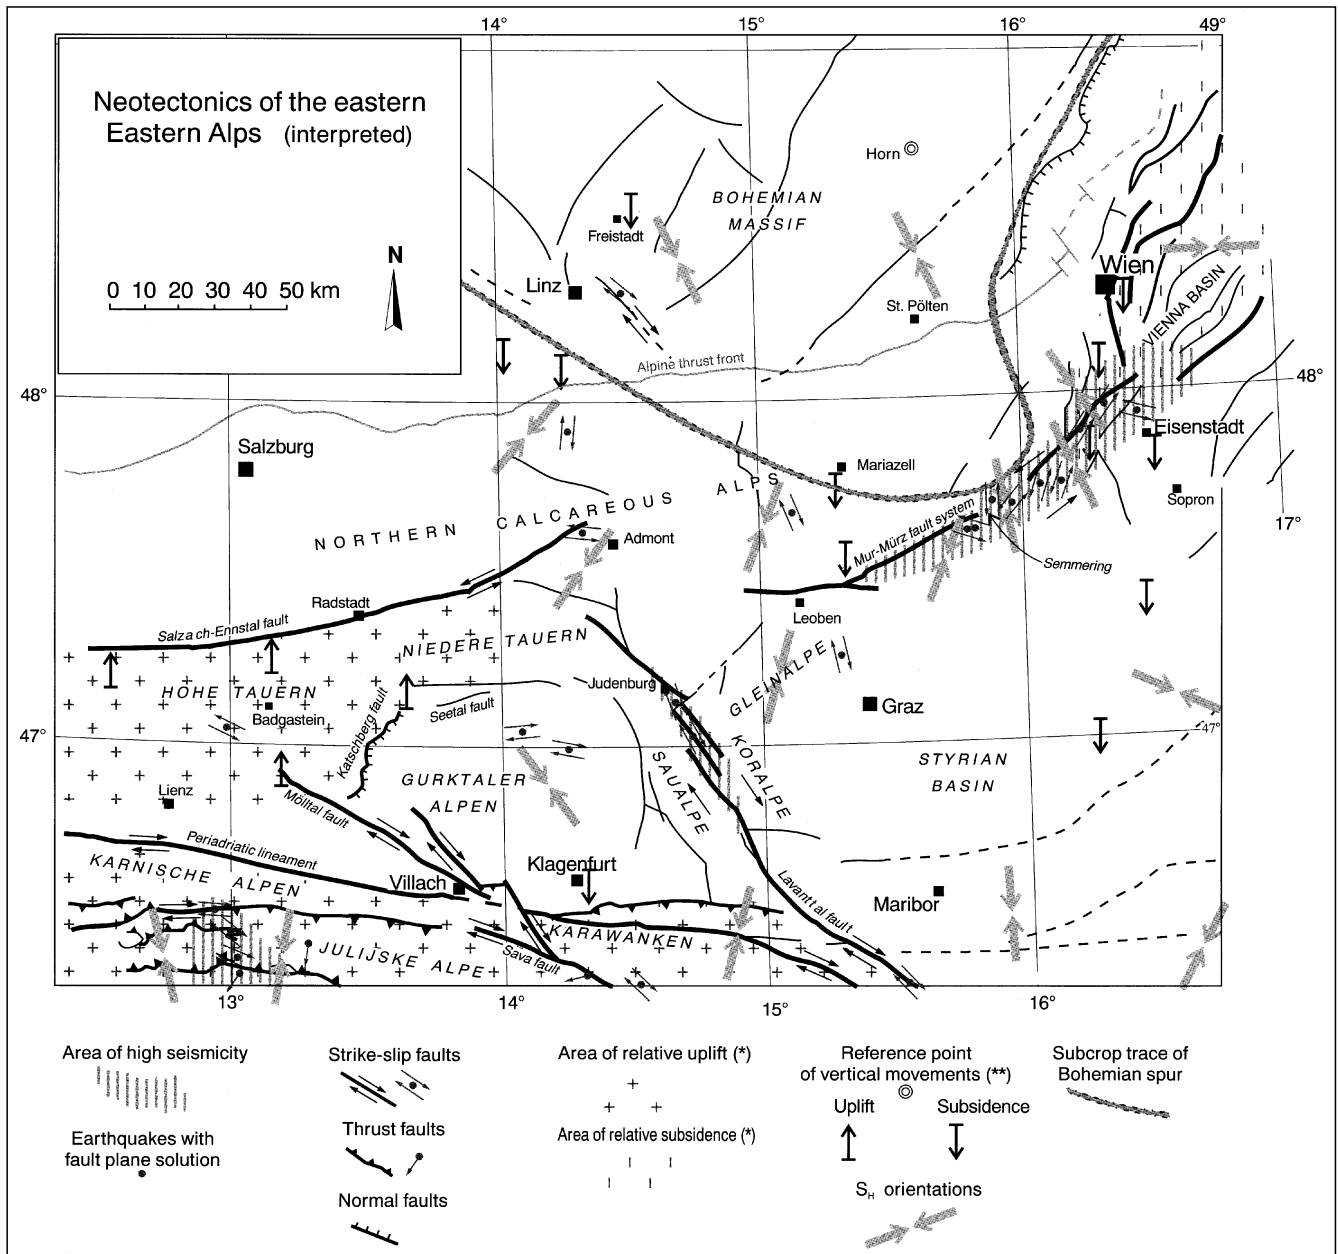 14°
15°
16°
49°
Neotectonics of the eastern
Eastern Alps (interpreted)
N
0 10 20 30 40 50 km
Horn
BOHEMIAN
MASSIF
Freistadt
Linz
St. Pölten
Wien
VIENNA BASIN
Alpine thrust front
48°
48°
Salzburg
Eisenstadt
Mariazell
Sopron
NORTHERN CALCAREOUS ALPS
17°
Admont
Mur-Mürz fault system
Semmering
Radstadt
Leoben
Salzach-Ennstal fault
NIEDERE TAUERN
Judenburg
GLEINALPE
HOHE TAUERN
Badgastein
Katschberg fault
Seetal fault
Graz
47°
47°
KORALPE
SAUALPE
STYRIAN
BASIN
GURKTALER
ALPEN
Lienz
Mölltal fault
Periadriatic lineament
KARNISCHE ALPEN
Villach
Klagenfurt
Lavanttal fault
Maribor
KARAWANKEN
JULIJSKE ALPE
Sava fault
13°
14°
15°
16°
Area of high seismicity
Strike-slip faults
Area of relative uplift (*)
Reference point
of vertical movements (**)
Subcrop trace of
Bohemian spur
Uplift
Subsidence
Earthquakes with
fault plane solution
Thrust faults
Area of relative subsidence (*)
Normal faults
SH orientations